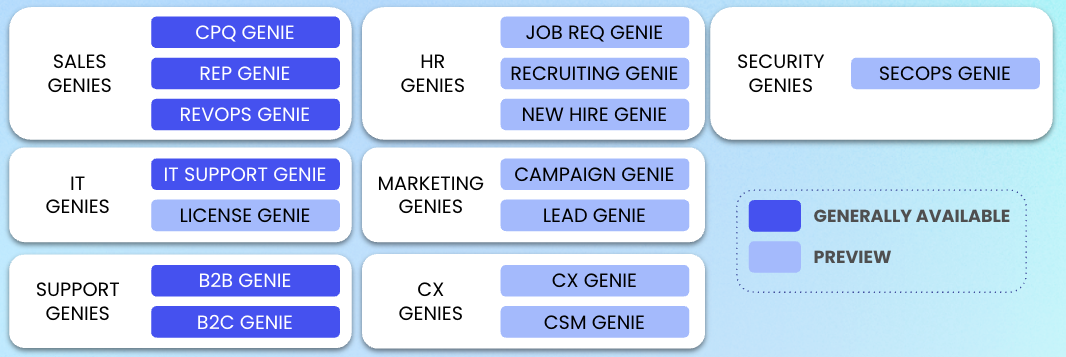 SALES
GENIES
CPQ GENIE
REP GENIE
REVOPS GENIE
HR
GENIES
JOB REQ GENIE
RECRUITING GENIE
NEW HIRE GENIE
SECURITY
GENIES
SECOPS GENIE
IT
GENIES
IT SUPPORT GENIE
LICENSE GENIE
MARKETING
GENIES
CAMPAIGN GENIE
LEAD GENIE
GENERALLY AVAILABLE
PREVIEW
SUPPORT
GENIES
B2B GENIE
B2C GENIE
CX
GENIES
CX GENIE
CSM GENIE